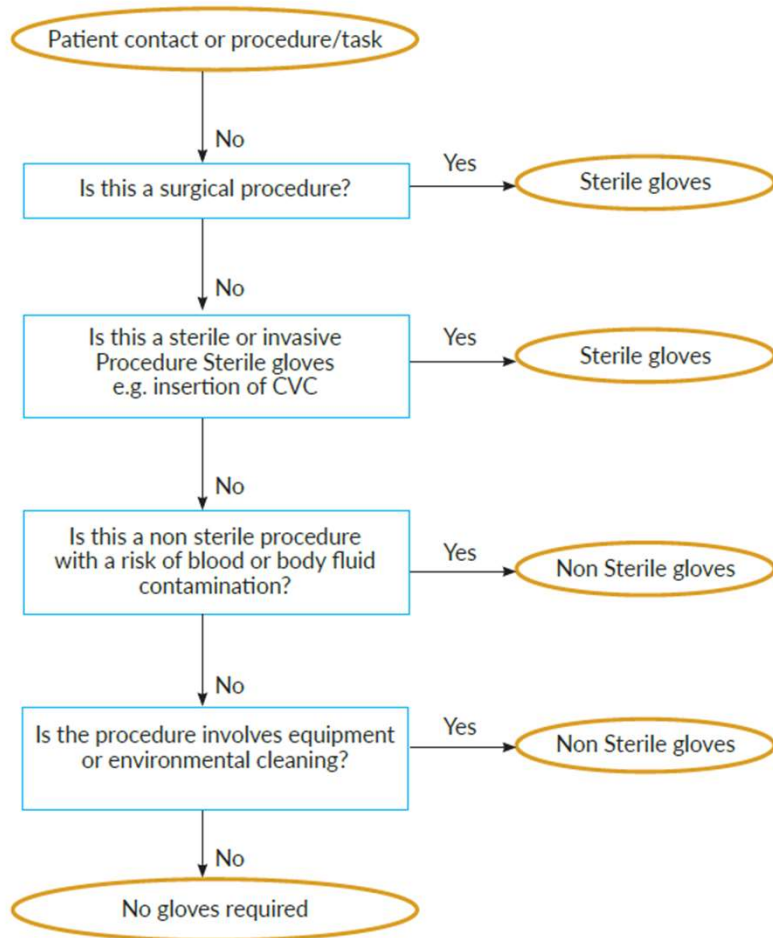 Patient contact or procedure/task
No
Is this a surgical procedure?
Yes
Sterile gloves
No
Is this a sterile or invasive
Procedure Sterile gloves
e.g. insertion of CVC
Yes
Sterile gloves
No
Is this a non sterile procedure
with a risk of blood or body fluid
contamination?
Yes
Non Sterile gloves
No
Is the procedure involves equipment
or environmental cleaning?
Yes
Non Sterile gloves
No
No gloves required